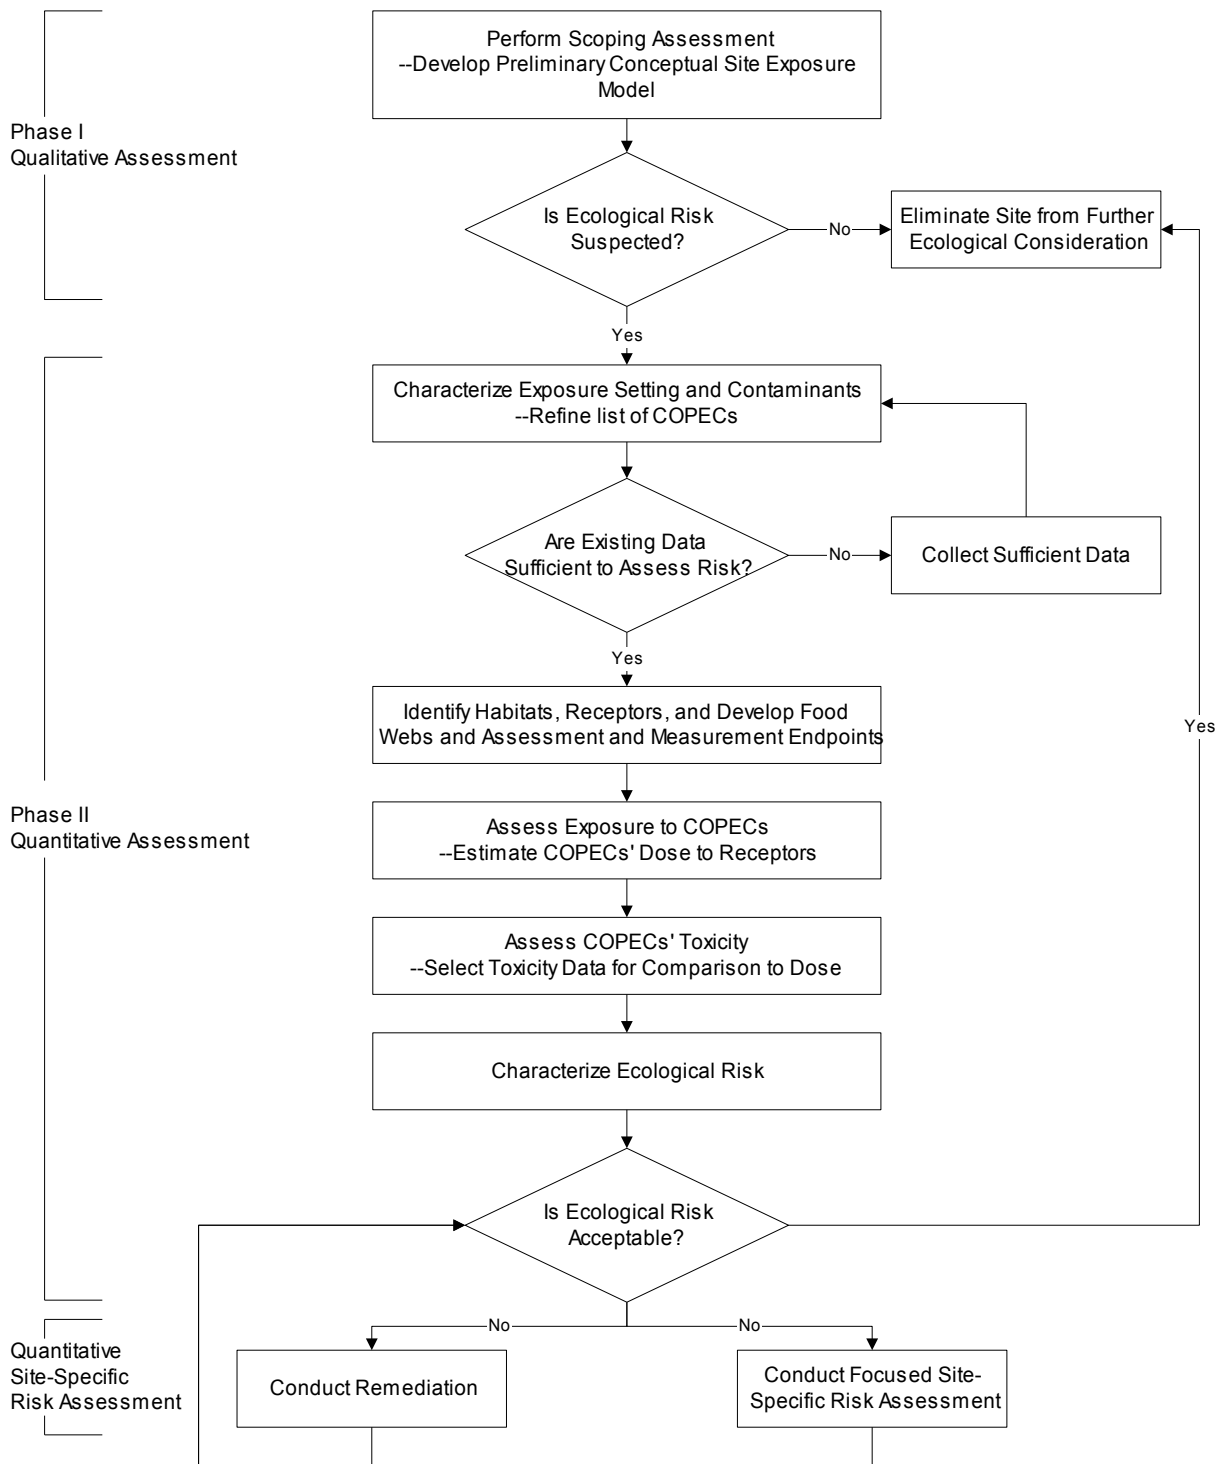 Perform Scoping Assessment
--Develop Preliminary Conceptual Site Exposure
Model
Phase I
Qualitative Assessment
Is Ecological Risk
Suspected?
No
Eliminate Site from Further
Ecological Consideration
Yes
Characterize Exposure Setting and Contaminants
--Refine list of COPECs
Are Existing Data
Sufficient to Assess Risk?
No
Collect Sufficient Data
Yes
Identify Habitats, Receptors, and Develop Food
Webs and Assessment and Measurement Endpoints
Yes
Phase II
Quantitative Assessment
Assess Exposure to COPECs
--Estimate COPECs' Dose to Receptors
Assess COPECs' Toxicity
--Select Toxicity Data for Comparison to Dose
Characterize Ecological Risk
Is Ecological Risk
Acceptable?
No
No
Quantitative
Site-Specific
Risk Assessment
Conduct Remediation
Conduct Focused Site-
Specific Risk Assessment